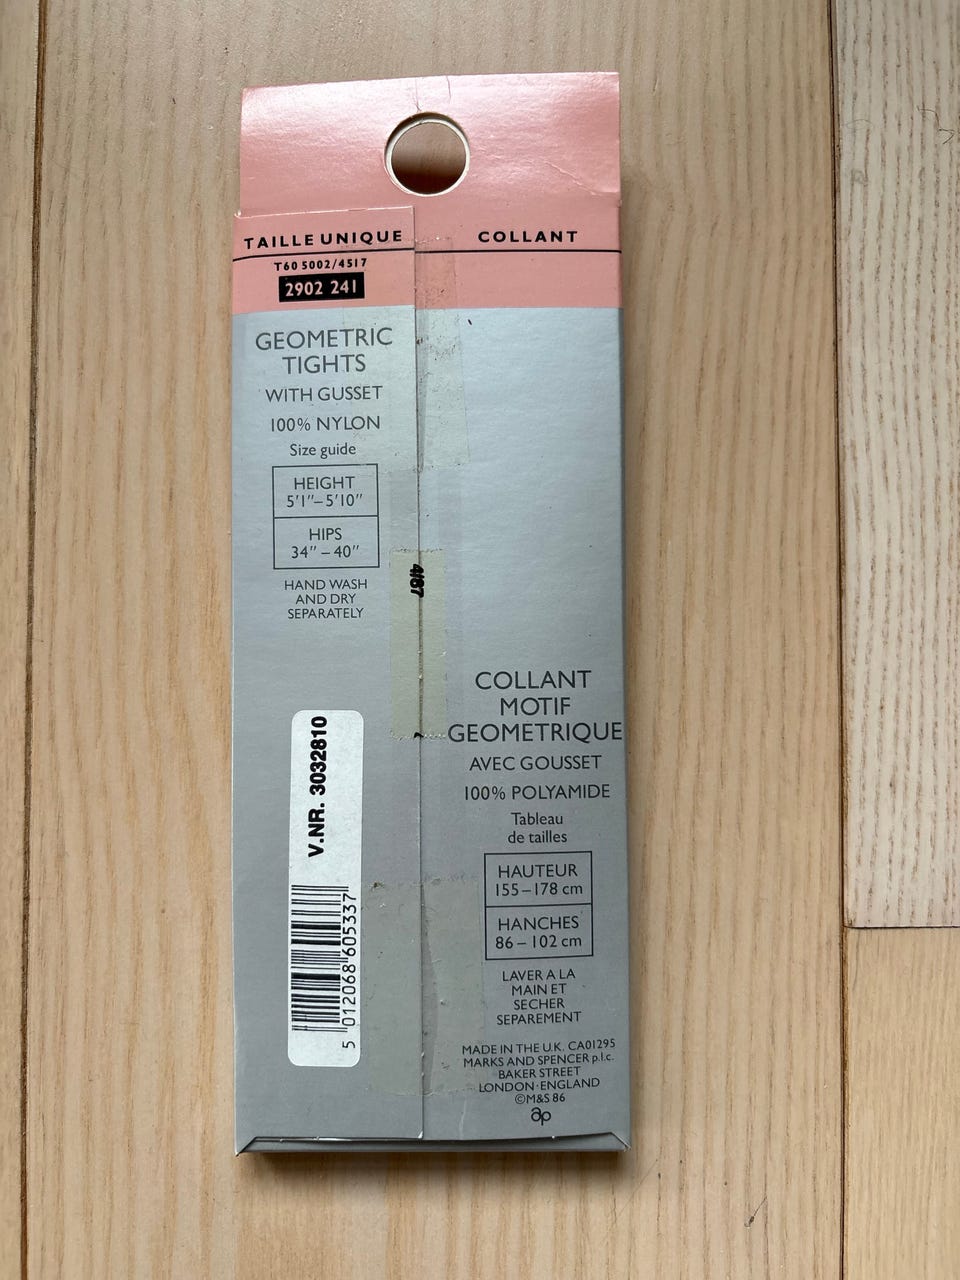 TAILLE UNIQUE
T60 5002/4517
2902 241
GEOMETRIC
TIGHTS
WITH GUSSET
100% NYLON
Size guide
HEIGHT
5'1"–5'10"
HIPS
34" – 40"
HAND WASH
AND DRY
SEPARATELY
V.NR. 3032810
5 012068 605337
4/87
COLLANT
COLLANT
MOTIF
GEOMETRIQUE
AVEC GOUSSET
100% POLYAMIDE
Tableau
de tailles
HAUTEUR
155–178 cm
HANCHES
86 – 102 cm
LAVER A LA
MAIN ET
SECHER
SEPAREMENT
MADE IN THE U.K. CA01295
MARKS AND SPENCER p.l.c.
BAKER STREET
LONDON·ENGLAND
©M&S 86